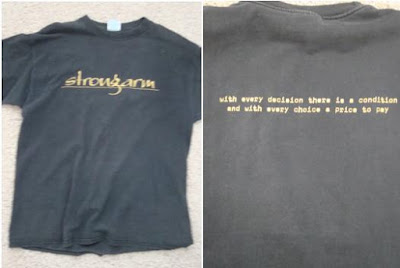 strongarm
with every decision there is a condition
and with every choice a price to pay